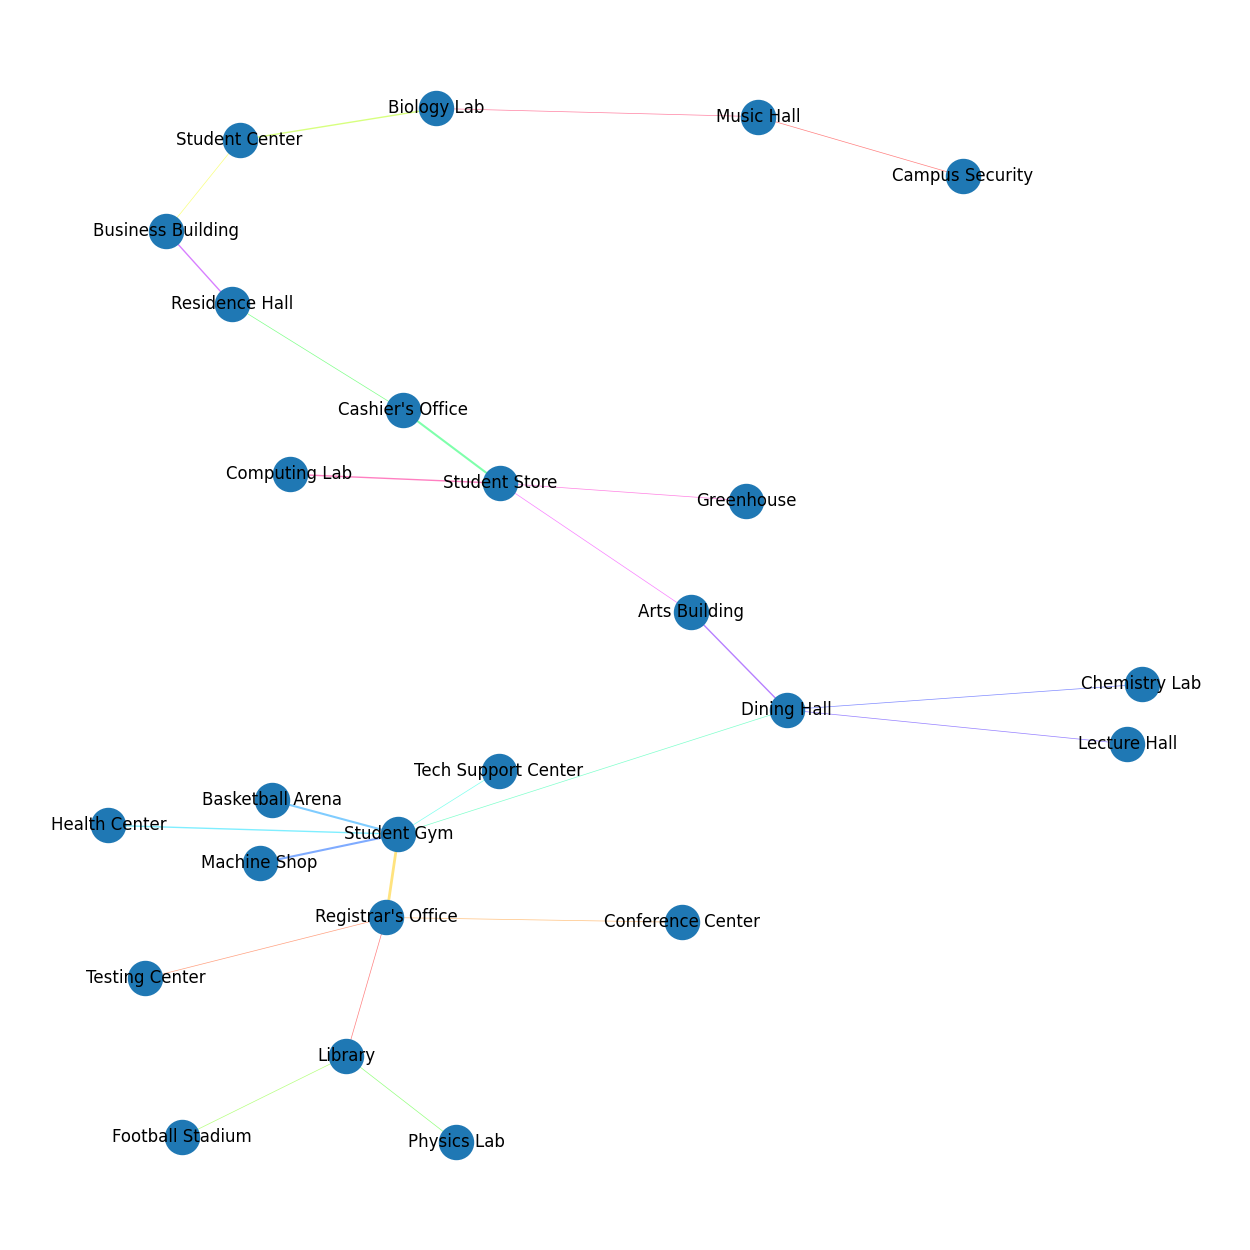 Biology Lab
Music Hall
Student Center
Campus Security
Business Building
Residence Hall
Cashier's Office
Computing Lab
Student Store
Greenhouse
Arts Building
Chemistry Lab
Dining Hall
Lecture Hall
Tech Support Center
Basketball Arena
Health Center
Student Gym
Machine Shop
Registrar's Office
Conference Center
Testing Center
Library
Football Stadium
Physics Lab